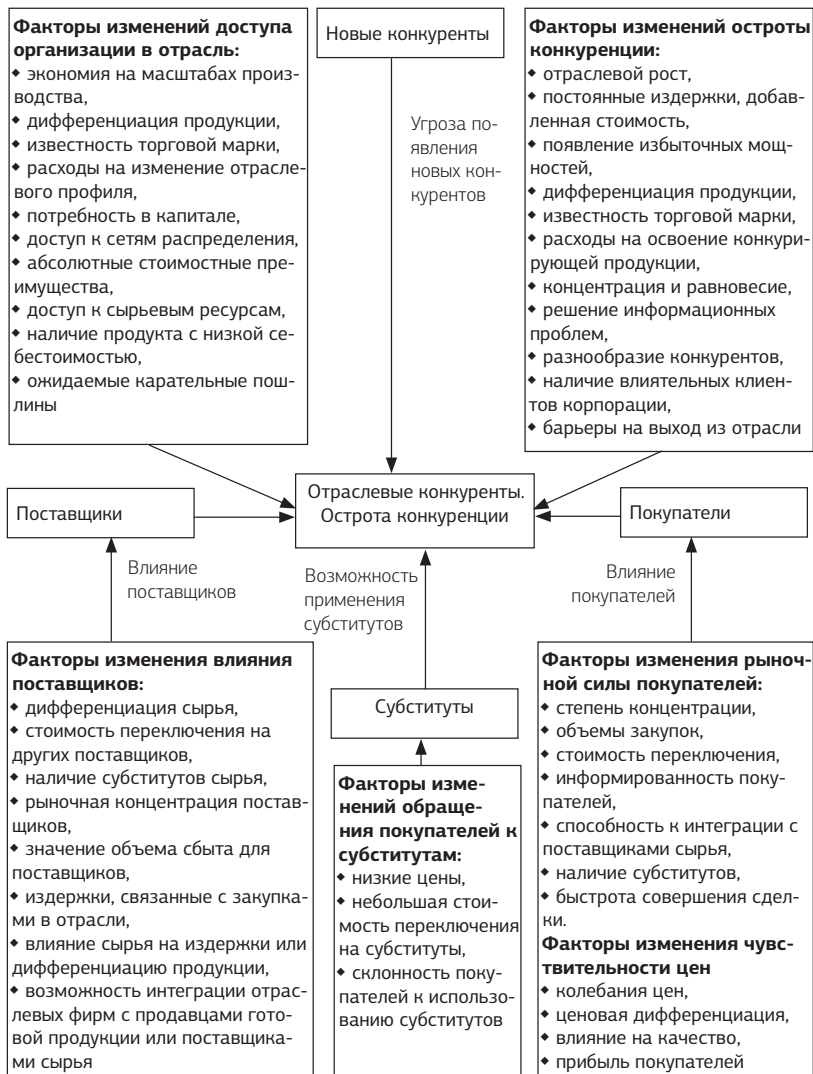 Факторы изменений доступа
организации в отрасль:
◆ экономия на масштабах произ-
водства,
◆ дифференциация продукции,
◆ известность торговой марки,
◆ расходы на изменение отрасле-
вого профиля,
◆ потребность в капитале,
◆ доступ к сетям распределения,
◆ абсолютные стоимостные пре-
имущества,
◆ доступ к сырьевым ресурсам,
◆ наличие продукта с низкой се-
бестоимостью,
◆ ожидаемые карательные пош-
лины
Новые конкуренты
Угроза по-
явления
новых кон-
курентов
Факторы изменений остроты
конкуренции:
◆ отраслевой рост,
◆ постоянные издержки, добав-
ленная стоимость,
◆ появление избыточных мощ-
ностей,
◆ дифференциация продукции,
◆ известность торговой марки,
◆ расходы на освоение конкури-
рующей продукции,
◆ концентрация и равновесие,
◆ решение информационных
проблем,
◆ разнообразие конкурентов,
◆ наличие влиятельных клиен-
тов корпорации,
◆ барьеры на выход из отрасли
Поставщики
Отраслевые конкуренты.
Острота конкуренции
Покупатели
Влияние
поставщиков
Возможность
применения
субститутов
Влияние
покупателей
Факторы изменения влияния
поставщиков:
◆ дифференциация сырья,
◆ стоимость переключения на
других поставщиков,
◆ наличие субститутов сырья,
◆ рыночная концентрация постав-
щиков,
◆ значение объема сбыта для
поставщиков,
◆ издержки, связанные с закупка-
ми в отрасли,
◆ влияние сырья на издержки или
дифференциацию продукции,
◆ возможность интеграции отрас-
левых фирм с продавцами гото-
вой продукции или поставщика-
ми сырья
Субституты
Факторы изме-
нений обраще-
ния покупателей к
субститутам:
◆ низкие цены,
◆ небольшая стои-
мость переключения
на субституты,
◆ склонность поку-
пателей к использо-
ванию субститутов
Факторы изменения рыноч-
ной силы покупателей:
◆ степень концентрации,
◆ объемы закупок,
◆ стоимость переключения,
◆ информированность поку-
пателей,
◆ способность к интеграции с
поставщиками сырья,
◆ наличие субститутов,
◆ быстрота совершения сдел-
ки.
Факторы изменения чувс-
твительности цен
◆ колебания цен,
◆ ценовая дифференциация,
◆ влияние на качество,
◆ прибыль покупателей